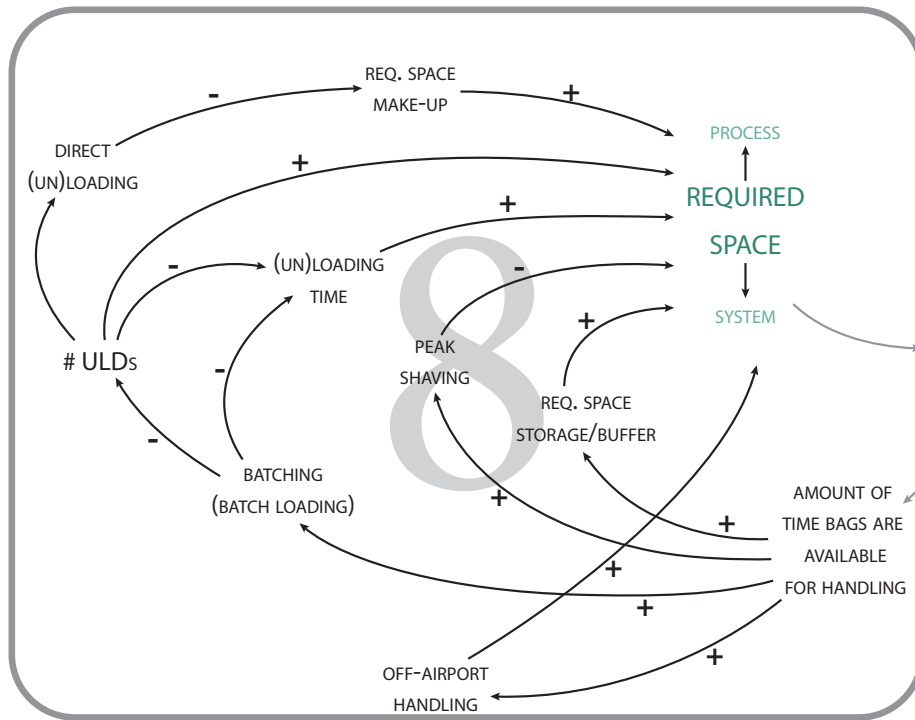 REQ. SPACE
MAKE-UP
-
+
PROCESS
DIRECT
(UN)LOADING
+
REQUIRED
SPACE
+
(UN)LOADING
TIME
-
-
8
+
SYSTEM
PEAK
SHAVING
# ULDs
-
REQ. SPACE
STORAGE/BUFFER
-
BATCHING
(BATCH LOADING)
+
+
AMOUNT OF
TIME BAGS ARE
AVAILABLE
FOR HANDLING
+
+
+
OFF-AIRPORT
HANDLING